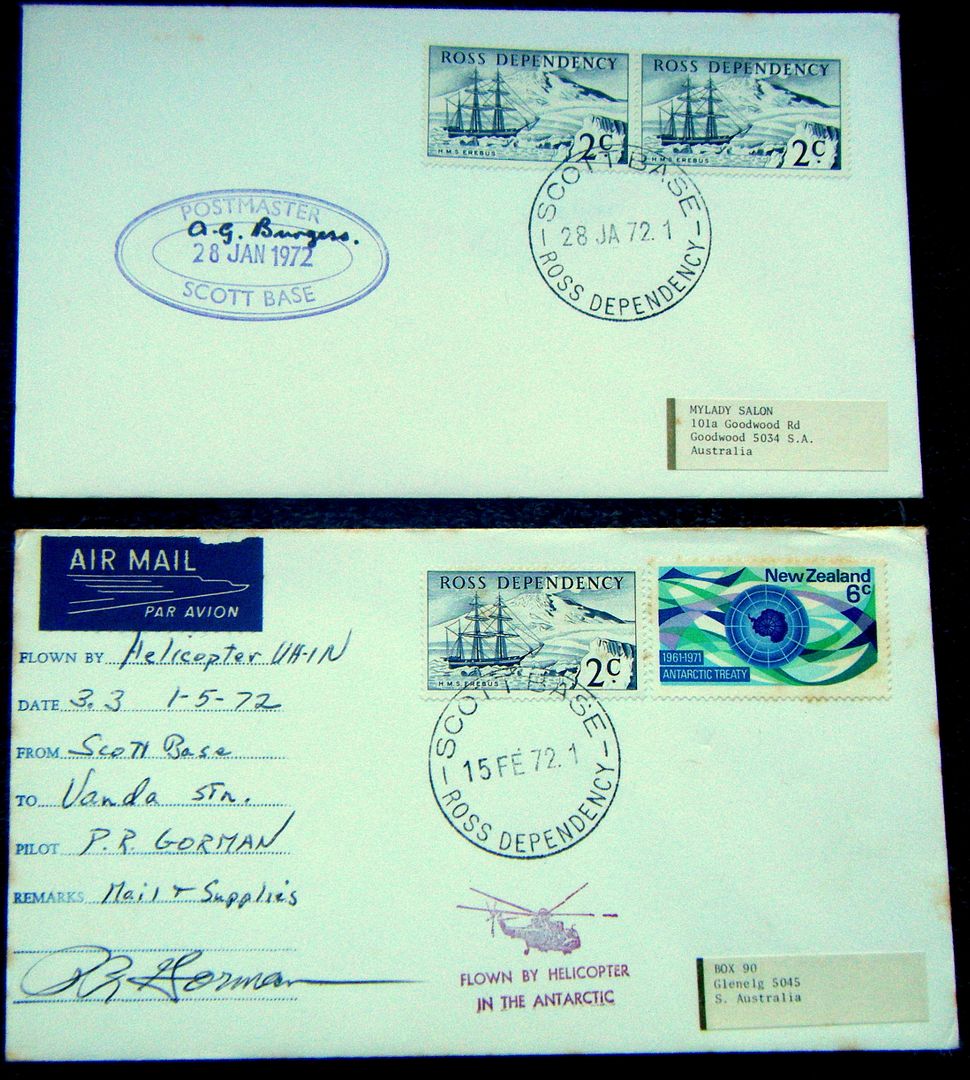 ROSS DEPENDENCY
H.M.S EREBUS
2c
ROSS DEPENDENCY
H.M.S EREBUS
2c
SCOTT BASE
28 JA 72.1
ROSS DEPENDENCY
POSTMASTER
A.G. Burgess.
28 JAN 1972
SCOTT BASE
MYLADY SALON
101a Goodwood Rd
Goodwood 5034 S.A.
Australia
AIR MAIL
PAR AVION
ROSS DEPENDENCY
H.M.S EREBUS
2c
New Zealand
6c
1961-1971
ANTARCTIC TREATY
SCOTT BASE
15 FE 72.1
ROSS DEPENDENCY
FLOWN BY Helicopter UH-1N
DATE 3.3 1-5-72
FROM Scott Base
TO Vanda STN.
PILOT P.R. GORMAN
REMARKS Mail + Supplies
PR Gorman
FLOWN BY HELICOPTER
IN THE ANTARCTIC
BOX 90
Glenelg 5045
S. Australia